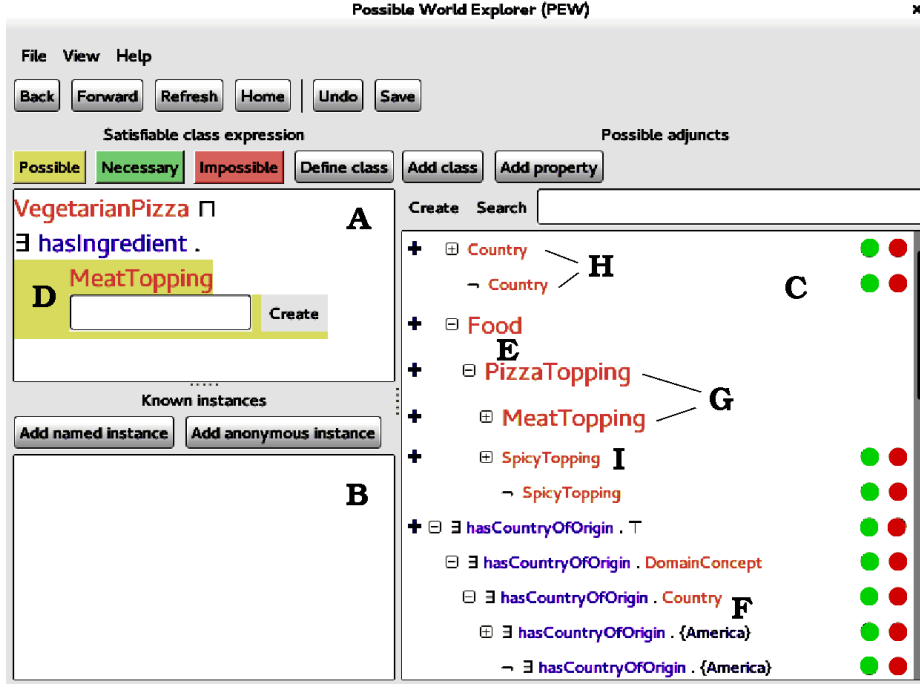 Possible World Explorer (PEW) ×
File View Help
Back Forward Refresh Home Undo Save
Satisfiable class expression
Possible adjuncts
Possible Necessary Impossible Define class Add class Add property
VegetarianPizza ⊓
A
∃ hasIngredient .
MeatTopping
D
Create
Known instances
Add named instance Add anonymous instance
B
Create Search
+ ⊞ Country
H
¬ Country
C
+ ⊟ Food
E
+ ⊟ PizzaTopping
G
+ ⊞ MeatTopping
+ ⊞ SpicyTopping I
¬ SpicyTopping
+ ⊟ ∃ hasCountryOfOrigin . ⊤
⊟ ∃ hasCountryOfOrigin . DomainConcept
⊟ ∃ hasCountryOfOrigin . Country F
⊞ ∃ hasCountryOfOrigin . {America}
¬ ∃ hasCountryOfOrigin . {America}